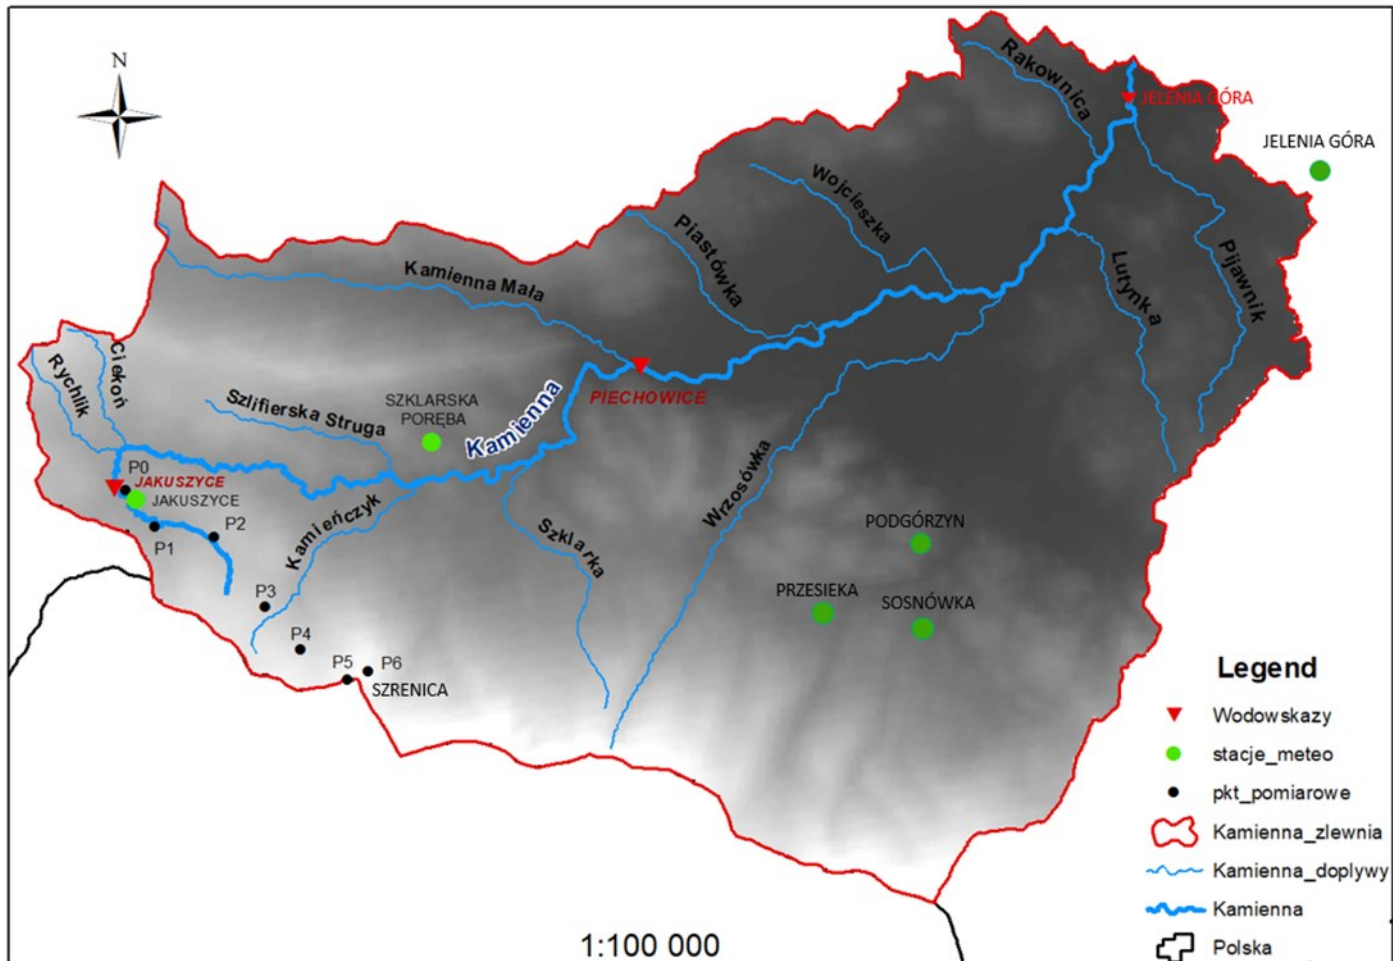 N
Rakownica
JELENIA GÓRA
JELENIA GÓRA
Wojcieszka
Piastówka
Pijawnik
Lutynka
Kamienna Mała
Ciekoń
Rychlik
Szlifierska Struga
SZKLARSKA
PORĘBA
Kamienna
PIECHOWICE
Wrzosówka
P0
JAKUSZYCE
JAKUSZYCE
P1
P2
Kamieńczyk
Szklarka
PODGÓRZYN
PRZESIEKA
SOSNÓWKA
P3
P4
P5
P6
SZRENICA
Legend
Wodowskazy
stacje_meteo
pkt_pomiarowe
Kamienna_zlewnia
Kamienna_doplywy
Kamienna
Polska
1:100 000